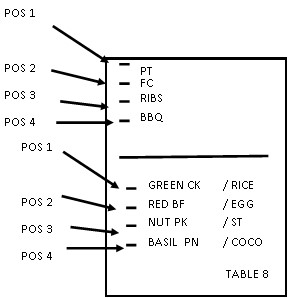 POS 1
PT
POS 2
FC
POS 3
RIBS
POS 4
BBQ
POS 1
GREEN CK / RICE
POS 2
RED BF / EGG
POS 3
NUT PK / ST
POS 4
BASIL PN / COCO
TABLE 8